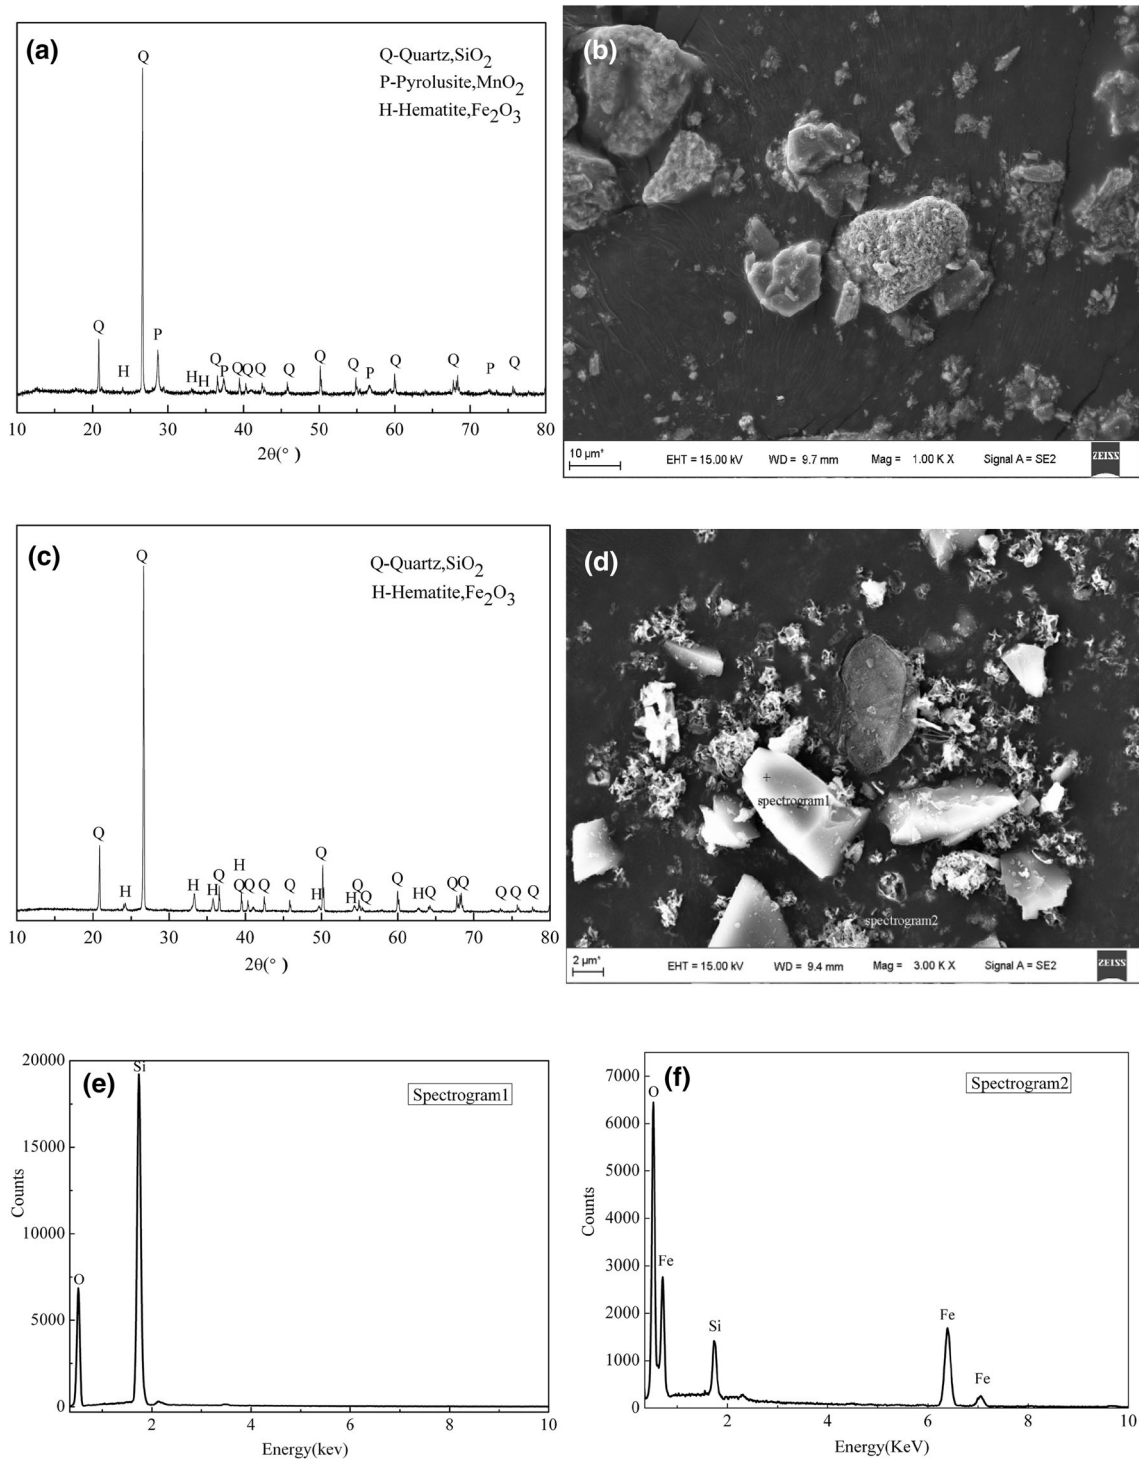 (a)
Q
Q-Quartz,SiO2
P-Pyrolusite,MnO2
H-Hematite,Fe2O3
Q H P H H Q P Q Q Q Q Q Q P Q Q P Q
10 20 30 40 50 60 70 80
2θ(°)
(b)
10 µm* EHT = 15.00 kV WD = 9.7 mm Mag = 1.00 K X Signal A = SE2 ZEISS
(c)
Q
Q-Quartz,SiO2
H-Hematite,Fe2O3
Q H H H Q H Q Q Q Q H Q H Q Q Q H Q Q Q Q Q Q
10 20 30 40 50 60 70 80
2θ(°)
(d)
spectrogram1
spectrogram2
2 µm* EHT = 15.00 kV WD = 9.4 mm Mag = 3.00 K X Signal A = SE2 ZEISS
(e)
Spectrogram1
Si
O
Counts
20000
15000
10000
5000
0
2 4 6 8 10
Energy(kev)
(f)
Spectrogram2
O
Fe
Si
Fe
Fe
Counts
7000
6000
5000
4000
3000
2000
1000
0
2 4 6 8 10
Energy(KeV)